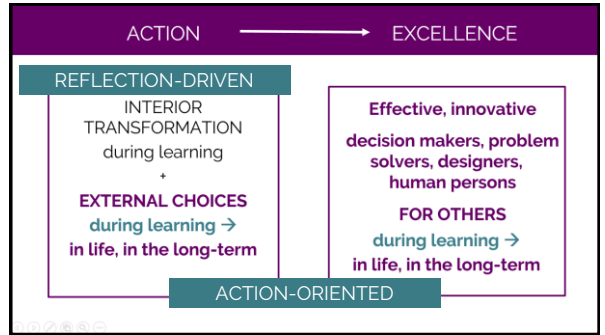 ACTION → EXCELLENCE
REFLECTION-DRIVEN
INTERIOR
TRANSFORMATION
during learning
+
EXTERNAL CHOICES
during learning →
in life, in the long-term
Effective, innovative
decision makers, problem
solvers, designers,
human persons
FOR OTHERS
during learning →
in life, in the long-term
ACTION-ORIENTED